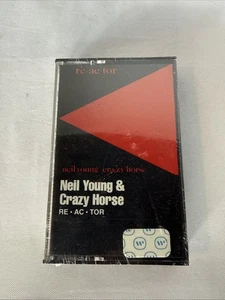 re·ac·tor
neil young crazy horse
Neil Young &
Crazy Horse
RE • AC • TOR